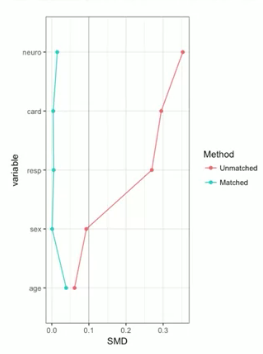 neuro
card
resp
sex
age
variable
0.0 0.1 0.2 0.3
SMD
Method
Unmatched
Matched